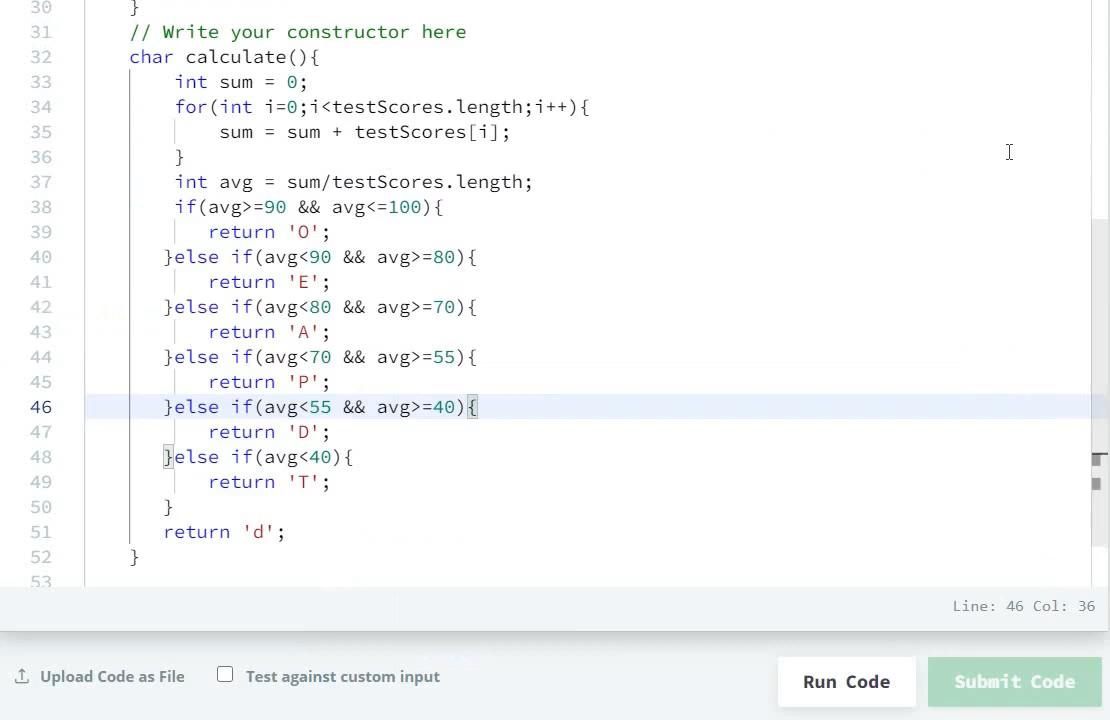 30 }
31 // Write your constructor here
32 char calculate(){
33 int sum = 0;
34 for(int i=0;i<testScores.length;i++){
35 sum = sum + testScores[i];
36 }
37 int avg = sum/testScores.length;
38 if(avg>=90 && avg<=100){
39 return 'O';
40 }else if(avg<90 && avg>=80){
41 return 'E';
42 }else if(avg<80 && avg>=70){
43 return 'A';
44 }else if(avg<70 && avg>=55){
45 return 'P';
46 }else if(avg<55 && avg>=40){
47 return 'D';
48 }else if(avg<40){
49 return 'T';
50 }
51 return 'd';
52 }
53
Line: 46 Col: 36
Upload Code as File Test against custom input Run Code Submit Code